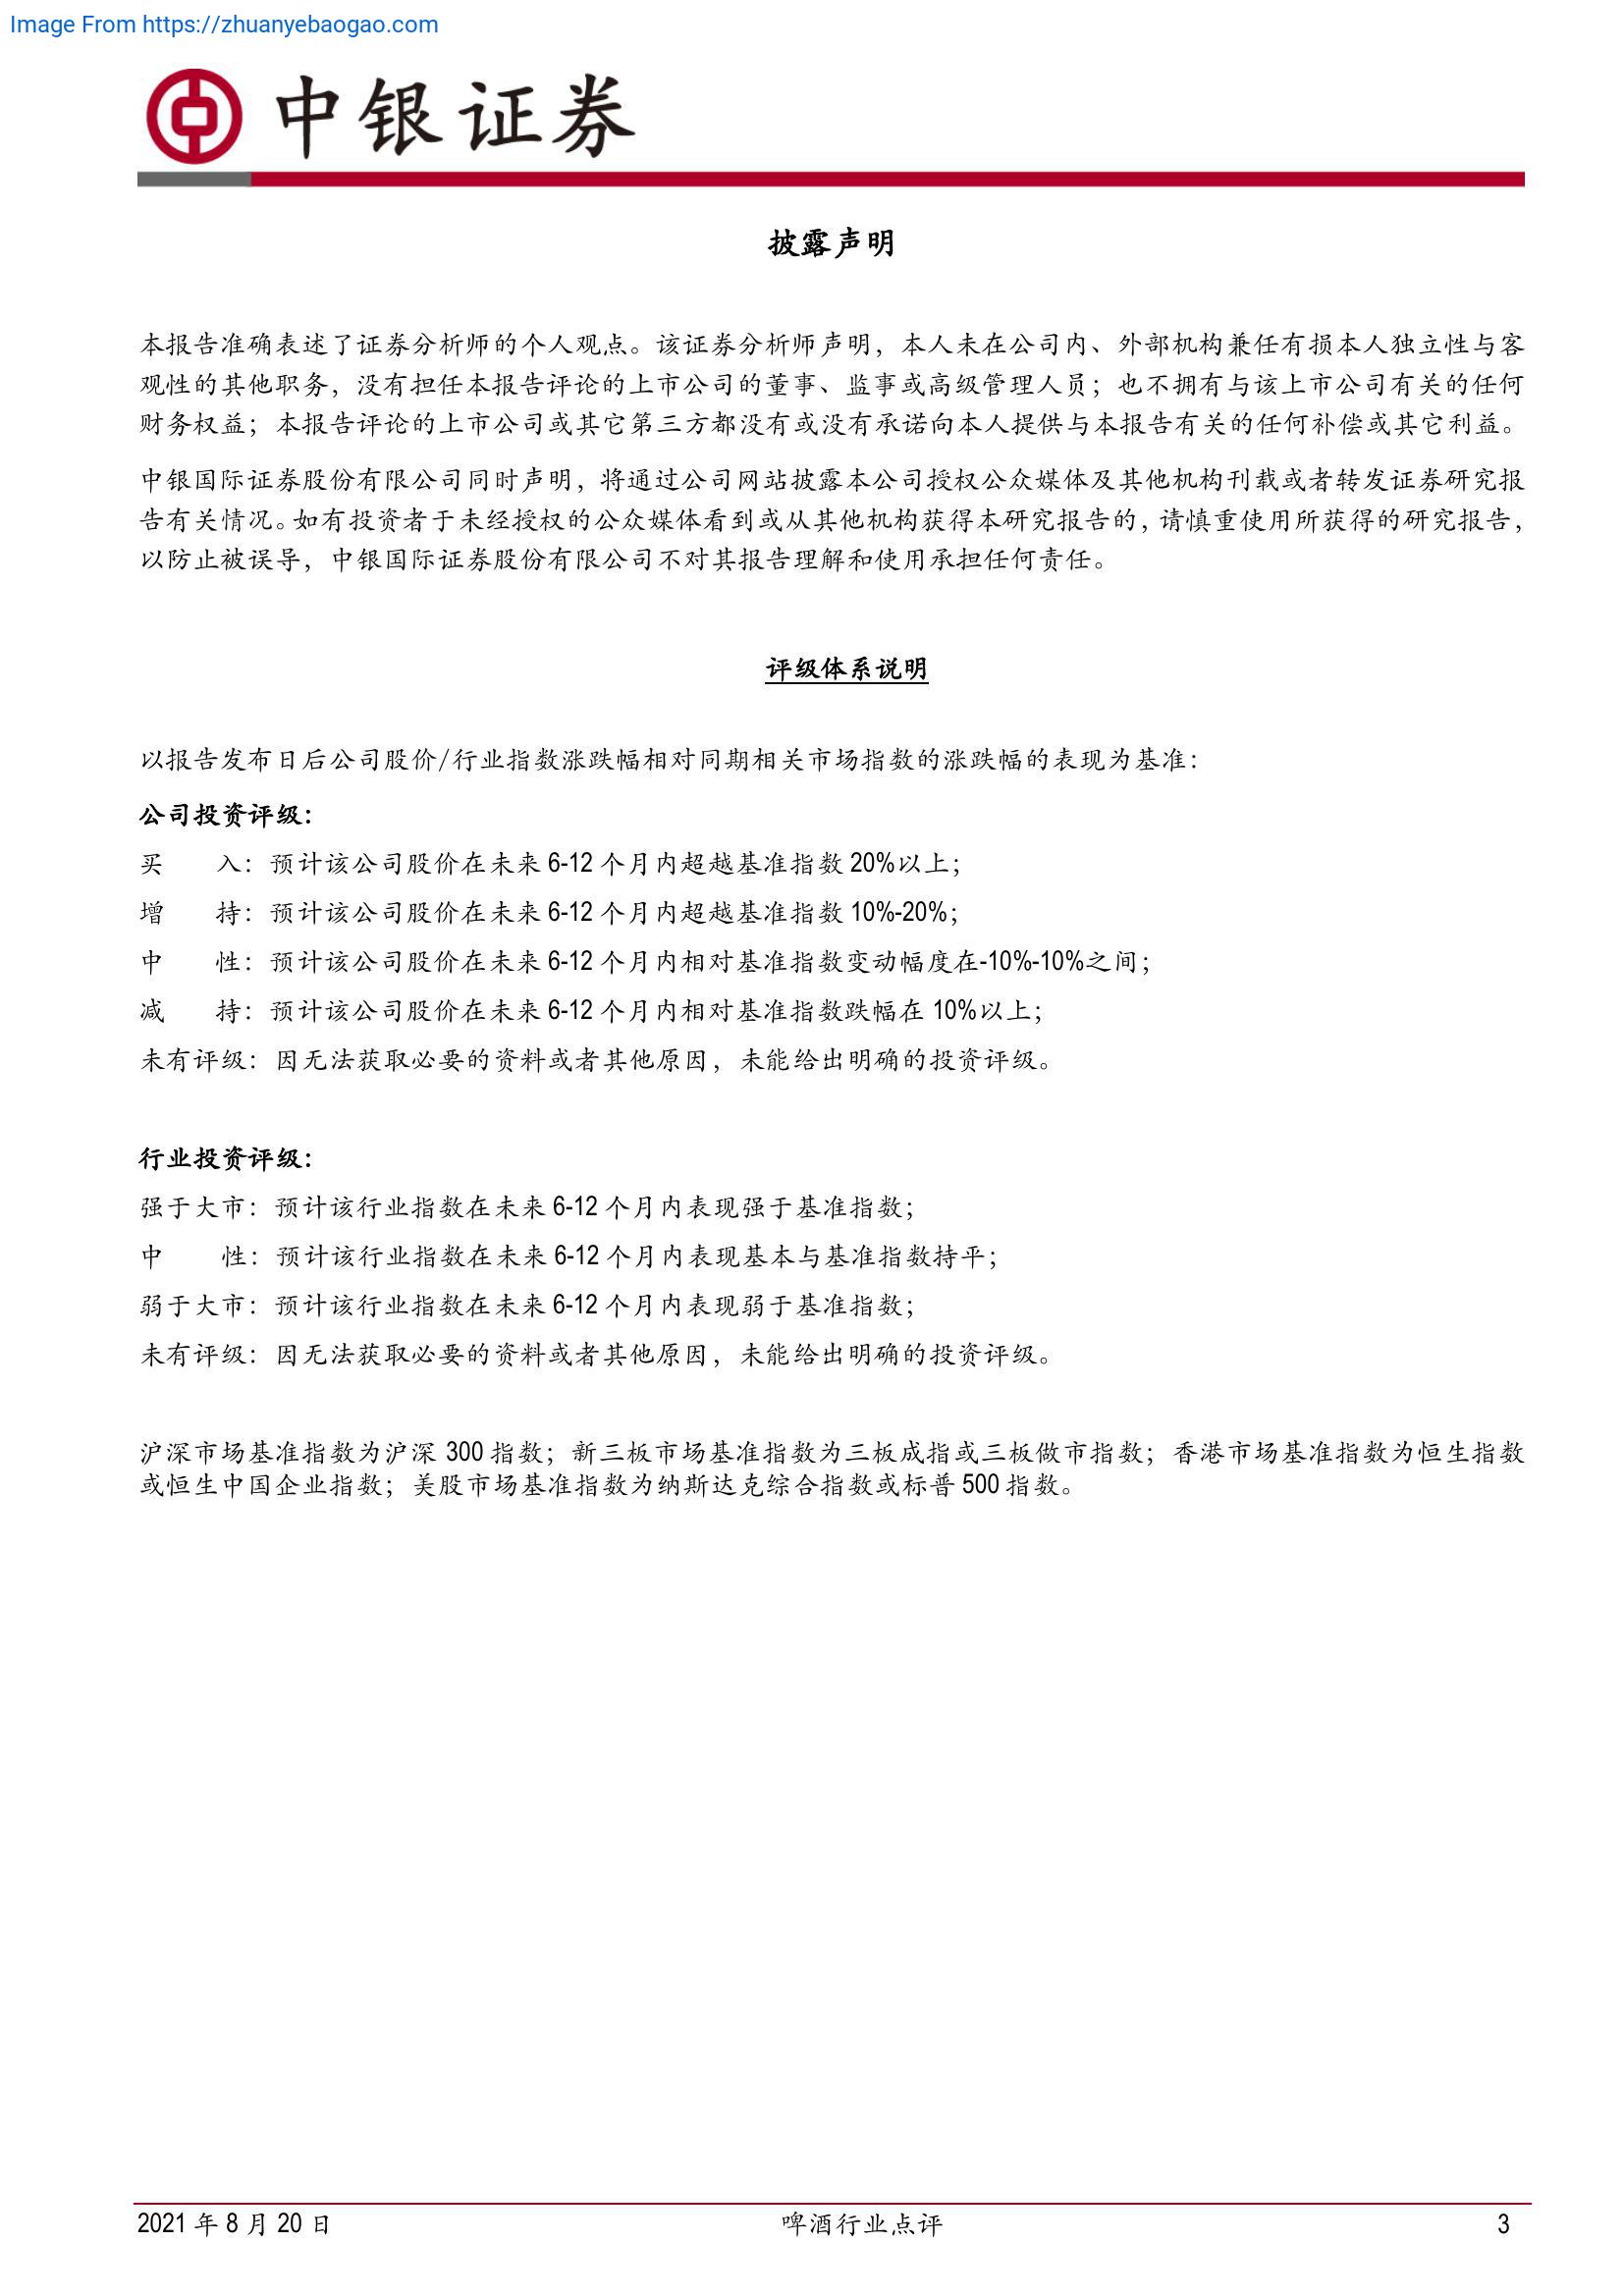 Image From https://zhuanyebaogao.com
中银证券
披露声明
本报告准确表述了证券分析师的个人观点。该证券分析师声明，本人未在公司内、外部机构兼任有损本人独立性与客
观性的其他职务，没有担任本报告评论的上市公司的董事、监事或高级管理人员；也不拥有与该上市公司有关的任何
财务权益；本报告评论的上市公司或其它第三方都没有或没有承诺向本人提供与本报告有关的任何补偿或其它利益。
中银国际证券股份有限公司同时声明，将通过公司网站披露本公司授权公众媒体及其他机构刊载或者转发证券研究报
告有关情况。如有投资者于未经授权的公众媒体看到或从其他机构获得本研究报告的，请慎重使用所获得的研究报告，
以防止被误导，中银国际证券股份有限公司不对其报告理解和使用承担任何责任。
评级体系说明
以报告发布日后公司股价/行业指数涨跌幅相对同期相关市场指数的涨跌幅的表现为基准：
公司投资评级：
买 入：预计该公司股价在未来 6-12 个月内超越基准指数 20%以上；
增 持：预计该公司股价在未来 6-12 个月内超越基准指数 10%-20%；
中 性：预计该公司股价在未来 6-12 个月内相对基准指数变动幅度在-10%-10%之间；
减 持：预计该公司股价在未来 6-12 个月内相对基准指数跌幅在 10%以上；
未有评级：因无法获取必要的资料或者其他原因，未能给出明确的投资评级。
行业投资评级：
强于大市：预计该行业指数在未来 6-12 个月内表现强于基准指数；
中 性：预计该行业指数在未来 6-12 个月内表现基本与基准指数持平；
弱于大市：预计该行业指数在未来 6-12 个月内表现弱于基准指数；
未有评级：因无法获取必要的资料或者其他原因，未能给出明确的投资评级。
沪深市场基准指数为沪深 300 指数；新三板市场基准指数为三板成指或三板做市指数；香港市场基准指数为恒生指数
或恒生中国企业指数；美股市场基准指数为纳斯达克综合指数或标普 500 指数。
2021 年 8 月 20 日 啤酒行业点评 3